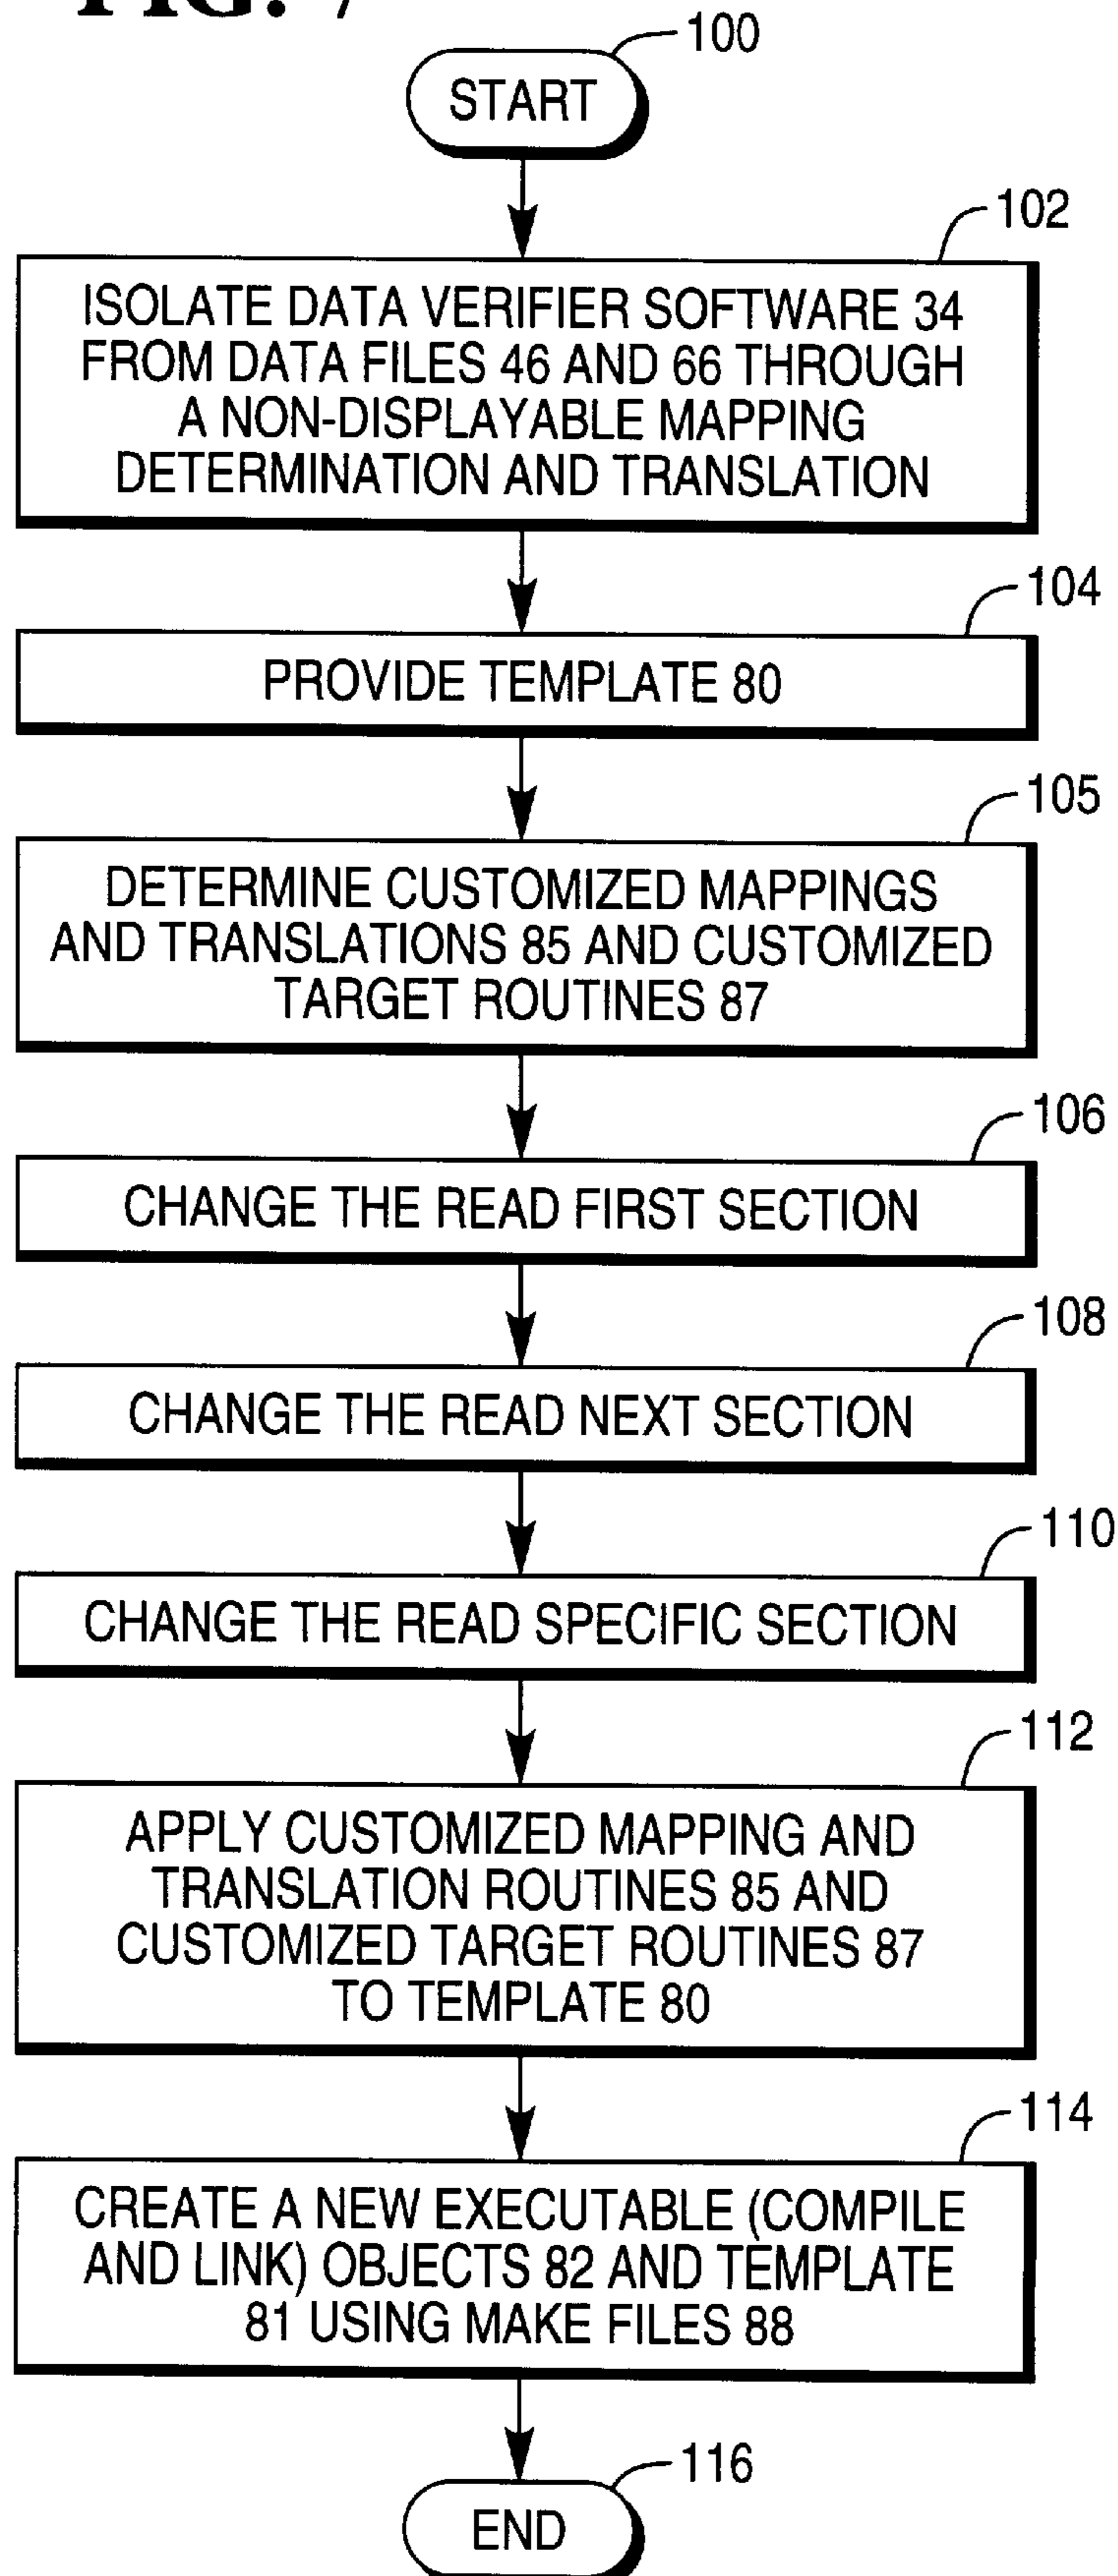 FIG. 7
100
START
102
ISOLATE DATA VERIFIER SOFTWARE 34
FROM DATA FILES 46 AND 66 THROUGH
A NON-DISPLAYABLE MAPPING
DETERMINATION AND TRANSLATION
104
PROVIDE TEMPLATE 80
105
DETERMINE CUSTOMIZED MAPPINGS
AND TRANSLATIONS 85 AND CUSTOMIZED
TARGET ROUTINES 87
106
CHANGE THE READ FIRST SECTION
108
CHANGE THE READ NEXT SECTION
110
CHANGE THE READ SPECIFIC SECTION
112
APPLY CUSTOMIZED MAPPING AND
TRANSLATION ROUTINES 85 AND
CUSTOMIZED TARGET ROUTINES 87
TO TEMPLATE 80
114
CREATE A NEW EXECUTABLE (COMPILE
AND LINK) OBJECTS 82 AND TEMPLATE
81 USING MAKE FILES 88
116
END